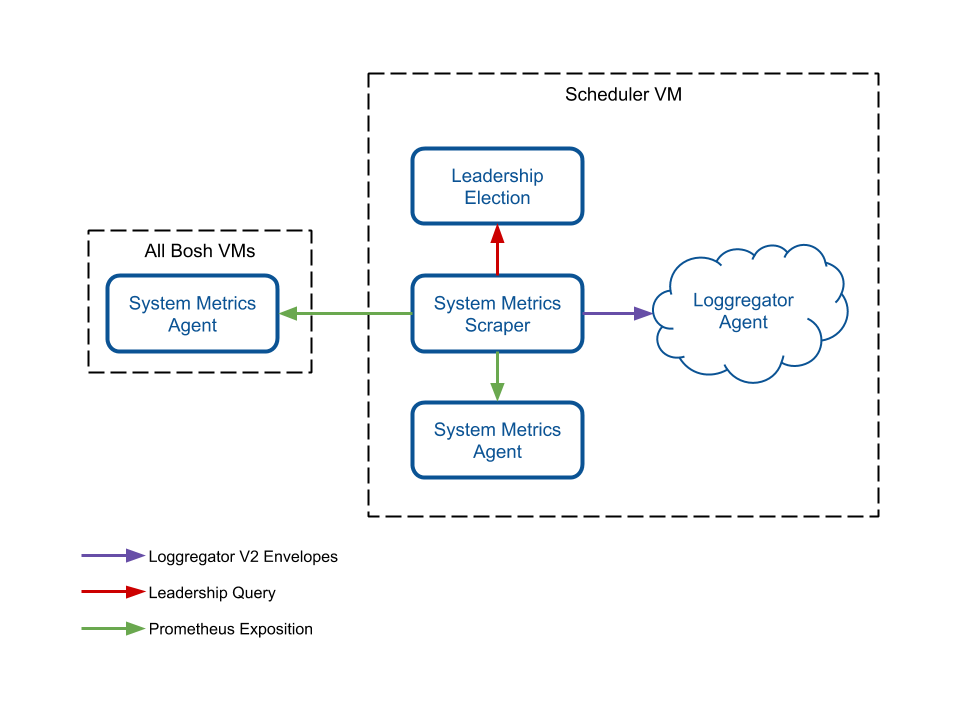 Scheduler VM
Leadership
Election
All Bosh VMs
System Metrics
Agent
System Metrics
Scraper
Loggregator
Agent
System Metrics
Agent
Loggregator V2 Envelopes
Leadership Query
Prometheus Exposition